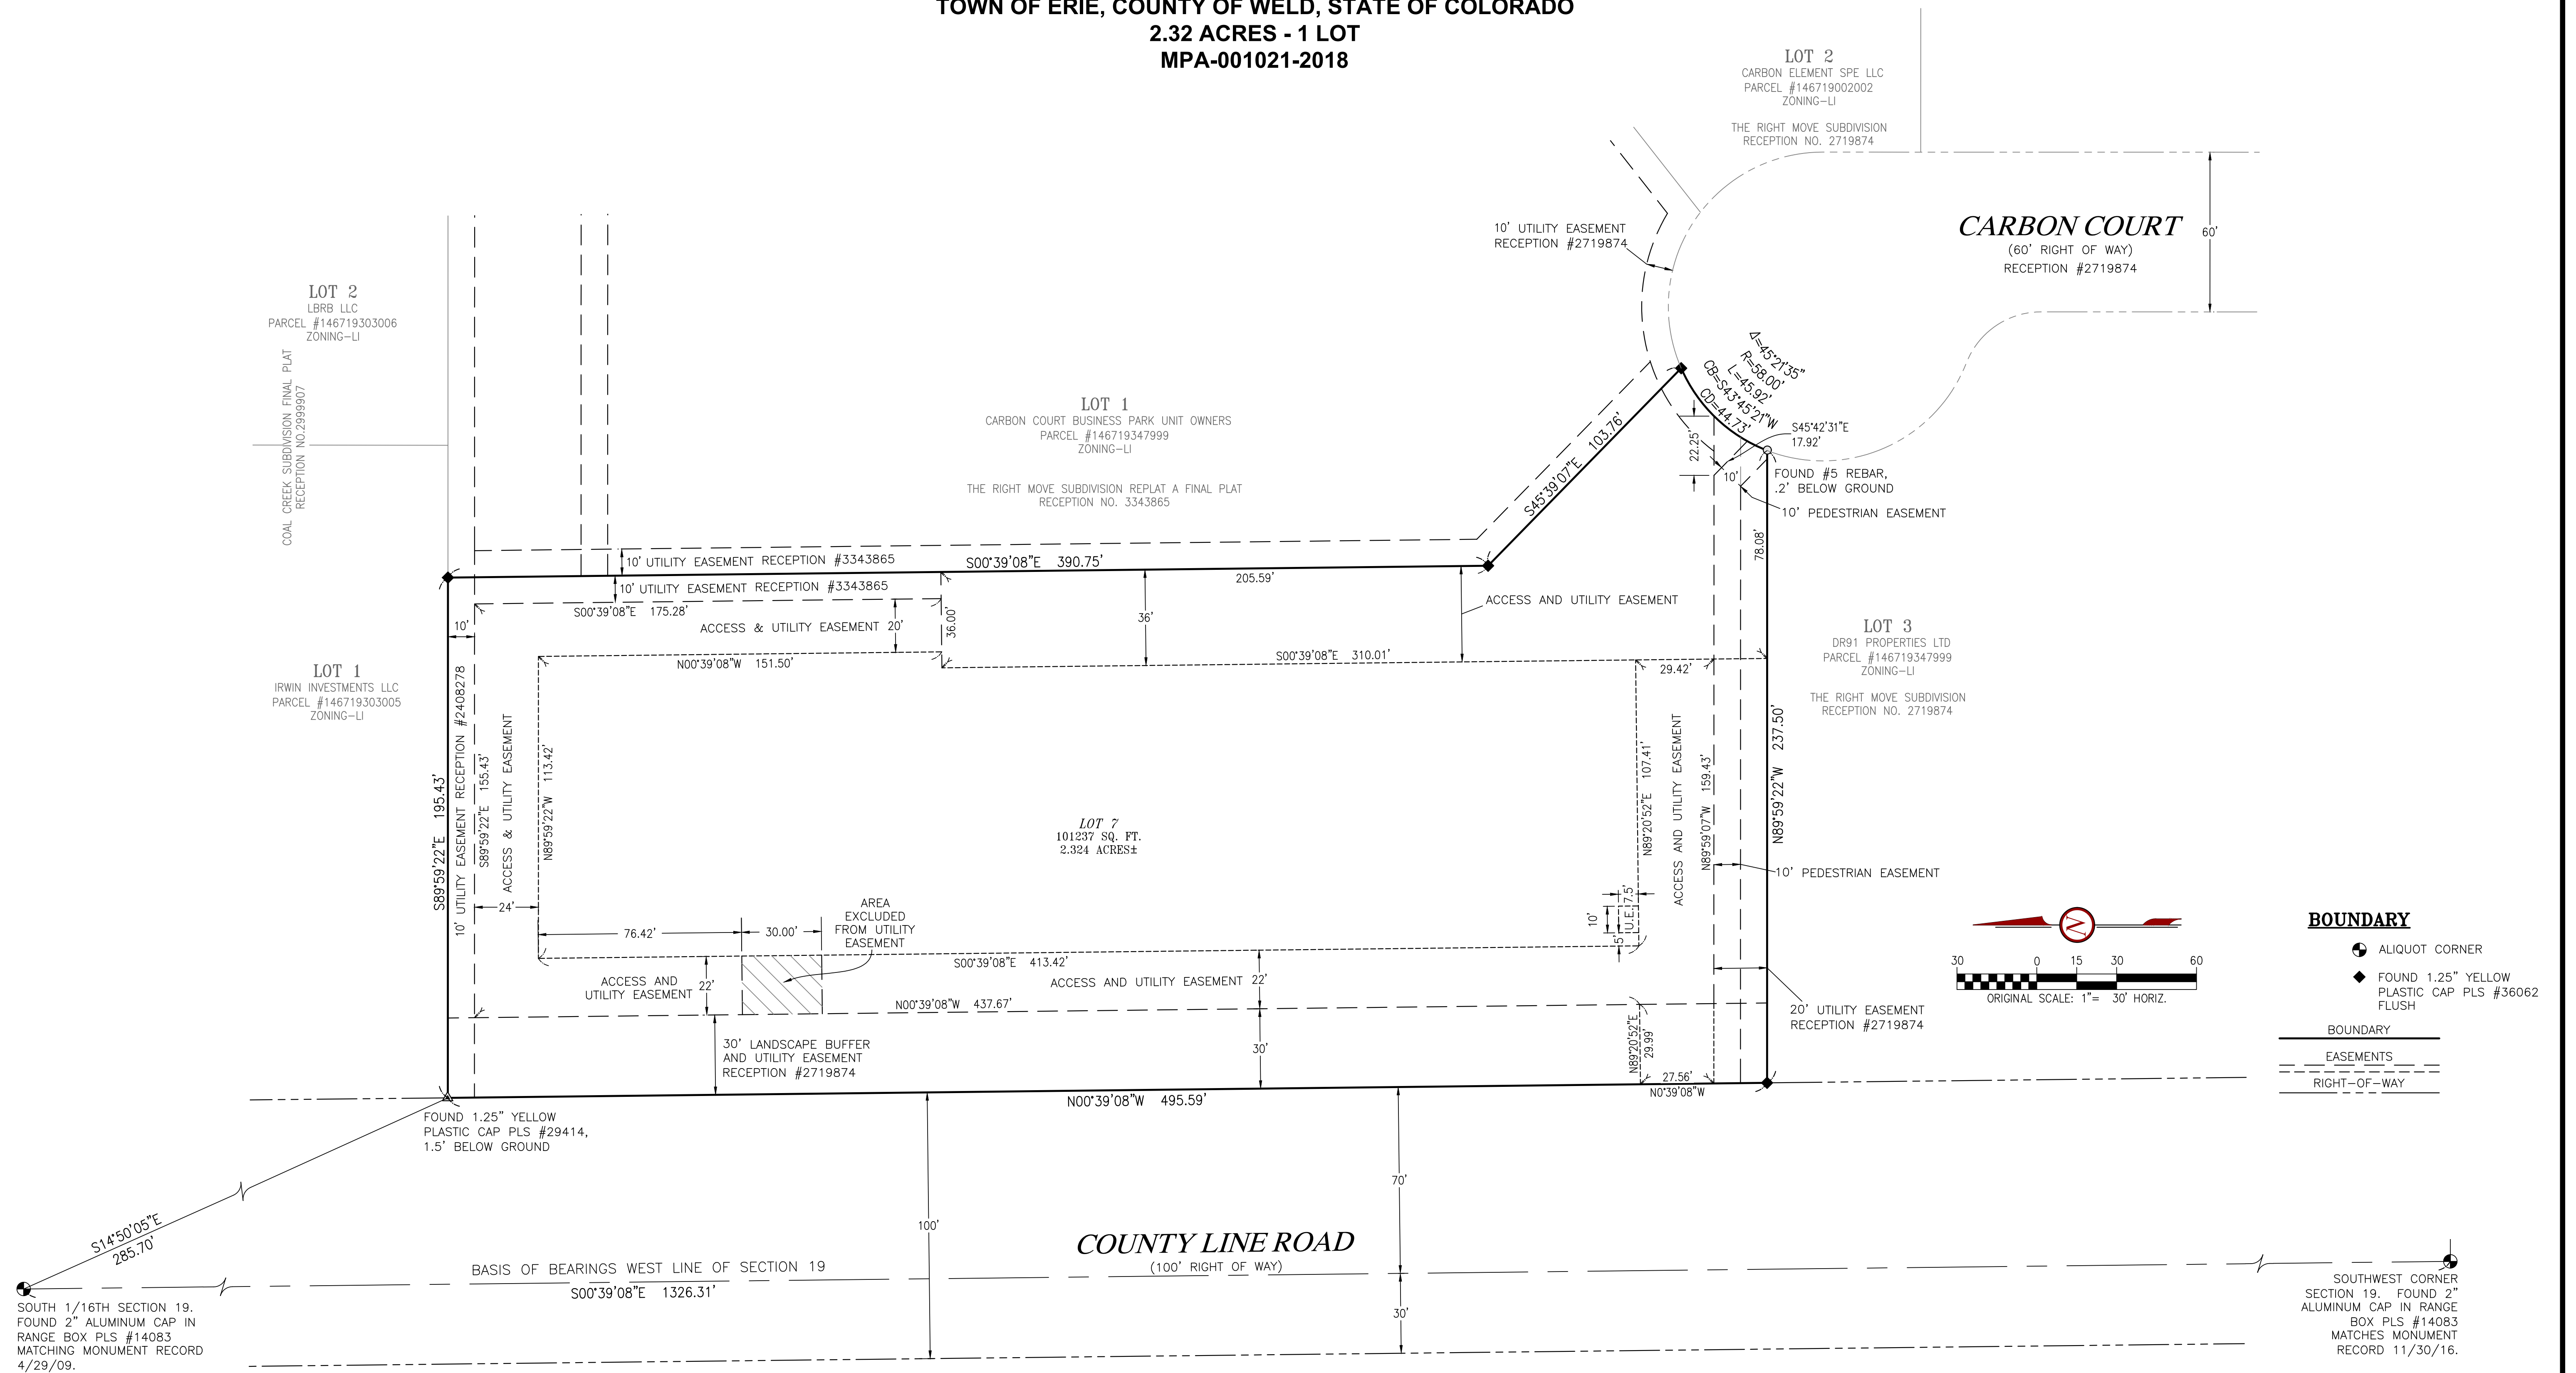 TOWN OF ERIE, COUNTY OF WELD, STATE OF COLORADO
2.32 ACRES - 1 LOT
MPA-001021-2018
LOT 2
CARBON ELEMENT SPE LLC
PARCEL #146719002002
ZONING-LI
THE RIGHT MOVE SUBDIVISION
RECEPTION NO. 2719874
CARBON COURT
(60' RIGHT OF WAY)
RECEPTION #2719874
60'
10' UTILITY EASEMENT
RECEPTION #2719874
LOT 2
LBRB LLC
PARCEL #146719303006
ZONING-LI
COAL CREEK SUBDIVISION FINAL PLAT
RECEPTION NO.2999907
LOT 1
CARBON COURT BUSINESS PARK UNIT OWNERS
PARCEL #146719347999
ZONING-LI
THE RIGHT MOVE SUBDIVISION REPLAT A FINAL PLAT
RECEPTION NO. 3343865
Δ=45°21'35"
R=58.00'
L=45.92'
CB=S43°45'21"W
CD=44.73'
S45°42'31"E
17.92'
22.25'
10'
FOUND #5 REBAR,
.2' BELOW GROUND
10' PEDESTRIAN EASEMENT
78.08'
S45°39'07"E 103.76'
10' UTILITY EASEMENT RECEPTION #3343865
S00°39'08"E 390.75'
10' UTILITY EASEMENT RECEPTION #3343865
205.59'
S00°39'08"E 175.28'
ACCESS & UTILITY EASEMENT
20'
36.00'
36'
ACCESS AND UTILITY EASEMENT
10'
N00°39'08"W 151.50'
S00°39'08"E 310.01'
29.42'
LOT 3
DR91 PROPERTIES LTD
PARCEL #146719347999
ZONING-LI
THE RIGHT MOVE SUBDIVISION
RECEPTION NO. 2719874
LOT 1
IRWIN INVESTMENTS LLC
PARCEL #146719303005
ZONING-LI
S89°59'22"E 195.43'
10' UTILITY EASEMENT RECEPTION #2408278
S89°59'22"E 155.43'
ACCESS & UTILITY EASEMENT
N89°59'22"W 113.42'
24'
LOT 7
101237 SQ. FT.
2.324 ACRES±
N89°20'52"E 107.41'
ACCESS AND UTILITY EASEMENT
N89°59'07"W 159.43'
N89°59'22"W 237.50'
10' PEDESTRIAN EASEMENT
AREA
EXCLUDED
FROM UTILITY
EASEMENT
76.42'
30.00'
10'
U.E.
7.5'
5'
S00°39'08"E 413.42'
ACCESS AND
UTILITY EASEMENT
22'
ACCESS AND UTILITY EASEMENT
22'
N00°39'08"W 437.67'
30' LANDSCAPE BUFFER
AND UTILITY EASEMENT
RECEPTION #2719874
30'
N89°20'52"E
29.99'
27.56'
N0°39'08"W
20' UTILITY EASEMENT
RECEPTION #2719874
N
30 0 15 30 60
ORIGINAL SCALE: 1"= 30' HORIZ.
BOUNDARY
ALIQUOT CORNER
FOUND 1.25" YELLOW
PLASTIC CAP PLS #36062
FLUSH
BOUNDARY
EASEMENTS
RIGHT-OF-WAY
N00°39'08"W 495.59'
FOUND 1.25" YELLOW
PLASTIC CAP PLS #29414,
1.5' BELOW GROUND
S14°50'05"E
285.70'
100'
70'
COUNTY LINE ROAD
(100' RIGHT OF WAY)
BASIS OF BEARINGS WEST LINE OF SECTION 19
S00°39'08"E 1326.31'
30'
SOUTH 1/16TH SECTION 19.
FOUND 2" ALUMINUM CAP IN
RANGE BOX PLS #14083
MATCHING MONUMENT RECORD
4/29/09.
SOUTHWEST CORNER
SECTION 19. FOUND 2"
ALUMINUM CAP IN RANGE
BOX PLS #14083
MATCHES MONUMENT
RECORD 11/30/16.